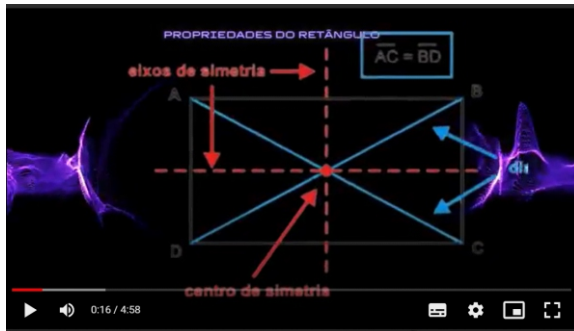 PROPRIEDADES DO RETÂNGULO
AC = BD
eixos de simetria
A
B
D
C
centro de simetria
0:16 / 4:58